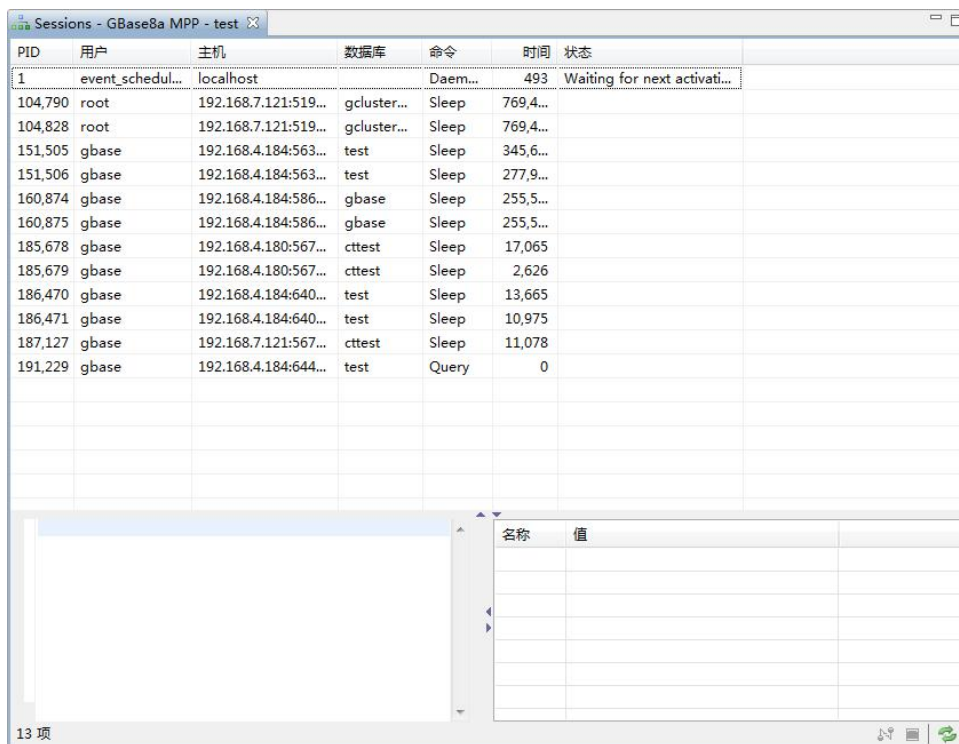 Sessions - GBase8a MPP - test
PID 用户 主机 数据库 命令 时间 状态
1 event_schedul... localhost Daem... 493 Waiting for next activati...
104,790 root 192.168.7.121:519... gcluster... Sleep 769,4...
104,828 root 192.168.7.121:519... gcluster... Sleep 769,4...
151,505 gbase 192.168.4.184:563... test Sleep 345,6...
151,506 gbase 192.168.4.184:563... test Sleep 277,9...
160,874 gbase 192.168.4.184:586... gbase Sleep 255,5...
160,875 gbase 192.168.4.184:586... gbase Sleep 255,5...
185,678 gbase 192.168.4.180:567... cttest Sleep 17,065
185,679 gbase 192.168.4.180:567... cttest Sleep 2,626
186,470 gbase 192.168.4.184:640... test Sleep 13,665
186,471 gbase 192.168.4.184:640... test Sleep 10,975
187,127 gbase 192.168.7.121:567... cttest Sleep 11,078
191,229 gbase 192.168.4.184:644... test Query 0
名称 值
13 项